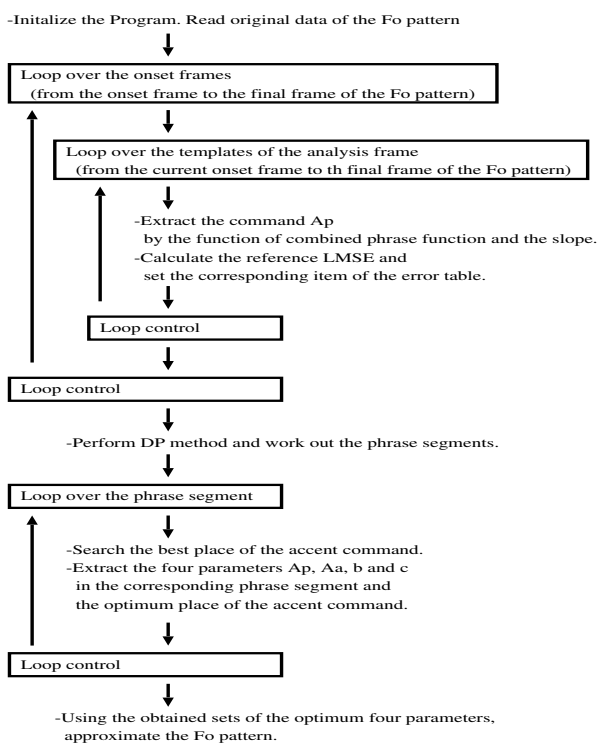 -Initalize the Program. Read original data of the Fo pattern
Loop over the onset frames
(from the onset frame to the final frame of the Fo pattern)
Loop over the templates of the analysis frame
(from the current onset frame to th final frame of the Fo pattern)
-Extract the command Ap
by the function of combined phrase function and the slope.
-Calculate the reference LMSE and
set the corresponding item of the error table.
Loop control
Loop control
-Perform DP method and work out the phrase segments.
Loop over the phrase segment
-Search the best place of the accent command.
-Extract the four parameters Ap, Aa, b and c
in the corresponding phrase segment and
the optimum place of the accent command.
Loop control
-Using the obtained sets of the optimum four parameters,
approximate the Fo pattern.